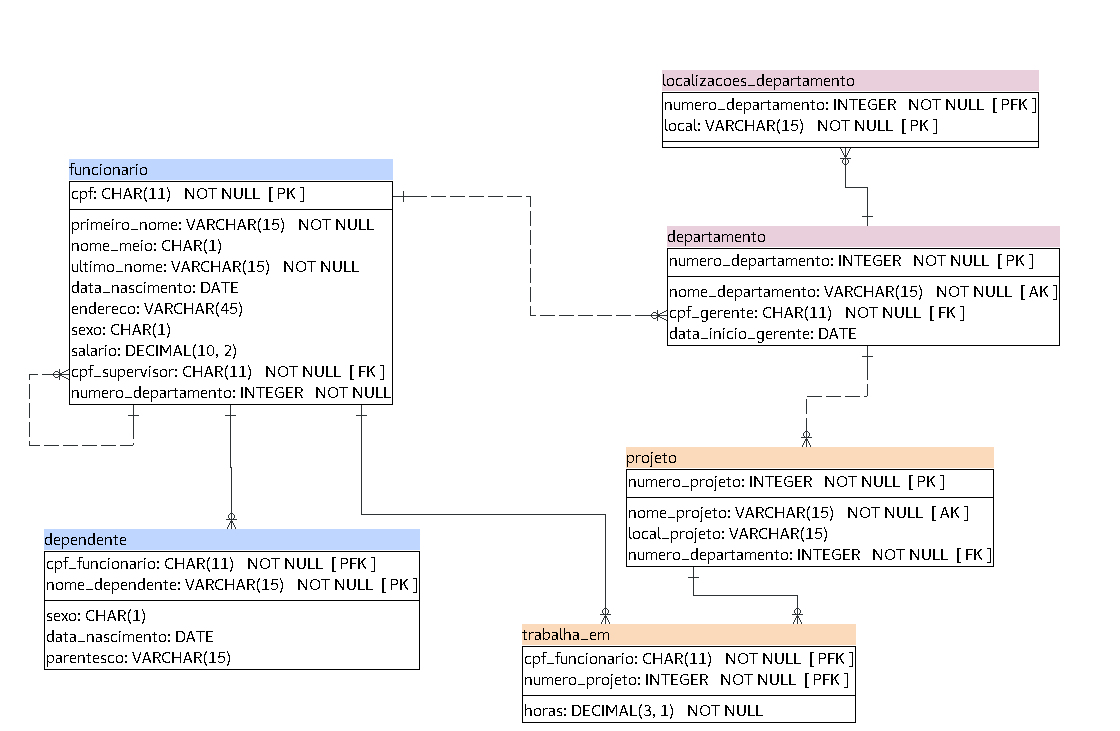 localizacoes_departamento
numero_departamento: INTEGER NOT NULL [ PFK ]
local: VARCHAR(15) NOT NULL [ PK ]
funcionario
cpf: CHAR(11) NOT NULL [ PK ]
primeiro_nome: VARCHAR(15) NOT NULL
nome_meio: CHAR(1)
ultimo_nome: VARCHAR(15) NOT NULL
data_nascimento: DATE
endereco: VARCHAR(45)
sexo: CHAR(1)
salario: DECIMAL(10, 2)
cpf_supervisor: CHAR(11) NOT NULL [ FK ]
numero_departamento: INTEGER NOT NULL
departamento
numero_departamento: INTEGER NOT NULL [ PK ]
nome_departamento: VARCHAR(15) NOT NULL [ AK ]
cpf_gerente: CHAR(11) NOT NULL [ FK ]
data_inicio_gerente: DATE
projeto
numero_projeto: INTEGER NOT NULL [ PK ]
nome_projeto: VARCHAR(15) NOT NULL [ AK ]
local_projeto: VARCHAR(15)
numero_departamento: INTEGER NOT NULL [ FK ]
dependente
cpf_funcionario: CHAR(11) NOT NULL [ PFK ]
nome_dependente: VARCHAR(15) NOT NULL [ PK ]
sexo: CHAR(1)
data_nascimento: DATE
parentesco: VARCHAR(15)
trabalha_em
cpf_funcionario: CHAR(11) NOT NULL [ PFK ]
numero_projeto: INTEGER NOT NULL [ PFK ]
horas: DECIMAL(3, 1) NOT NULL